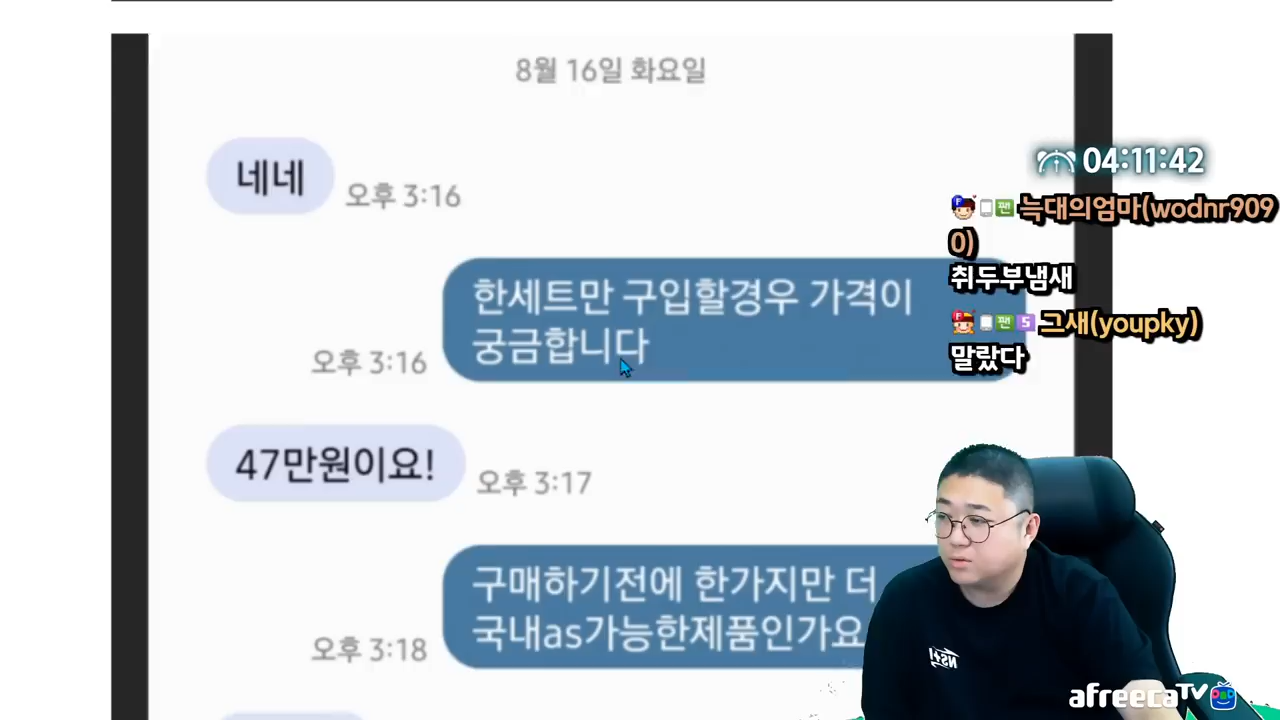 8월 16일 화요일
네네
오후 3:16
한세트만 구입할경우 가격이
궁금합니다
오후 3:16
47만원이요!
오후 3:17
구매하기전에 한가지만 더
국내as가능한제품인가요
오후 3:18
04:11:42
늑대의엄마(wodnr909
0)
취두부냄새
그새(youpky)
말랐다
afreecaTV